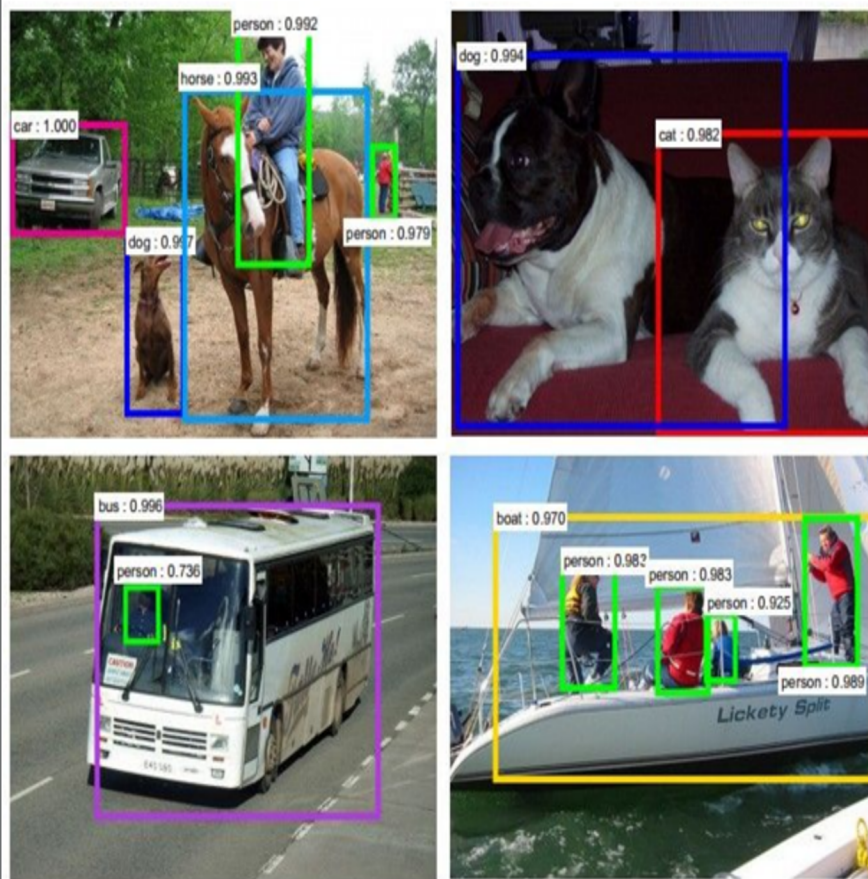 person : 0.992
horse : 0.993
car : 1.000
person : 0.979
dog : 0.997
dog : 0.994
cat : 0.982
bus : 0.996
person : 0.736
CAUTION
boat : 0.970
person : 0.983
person : 0.983
person : 0.925
person : 0.989
Lickety Split